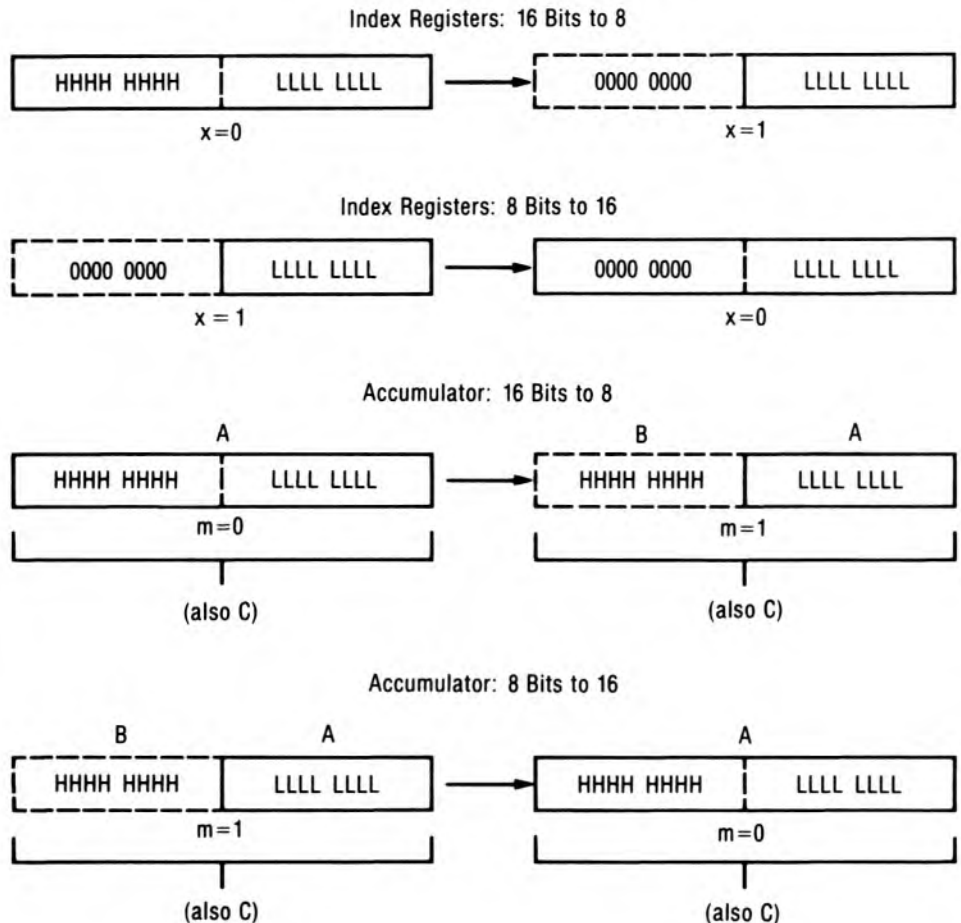 Index Registers: 16 Bits to 8
HHHH HHHH LLLL LLLL 0000 0000 LLLL LLLL
x=0 x=1
Index Registers: 8 Bits to 16
0000 0000 LLLL LLLL 0000 0000 LLLL LLLL
x = 1 x=0
Accumulator: 16 Bits to 8
A B A
HHHH HHHH LLLL LLLL HHHH HHHH LLLL LLLL
m=0 m=1
(also C) (also C)
Accumulator: 8 Bits to 16
B A A
HHHH HHHH LLLL LLLL HHHH HHHH LLLL LLLL
m=1 m=0
(also C) (also C)